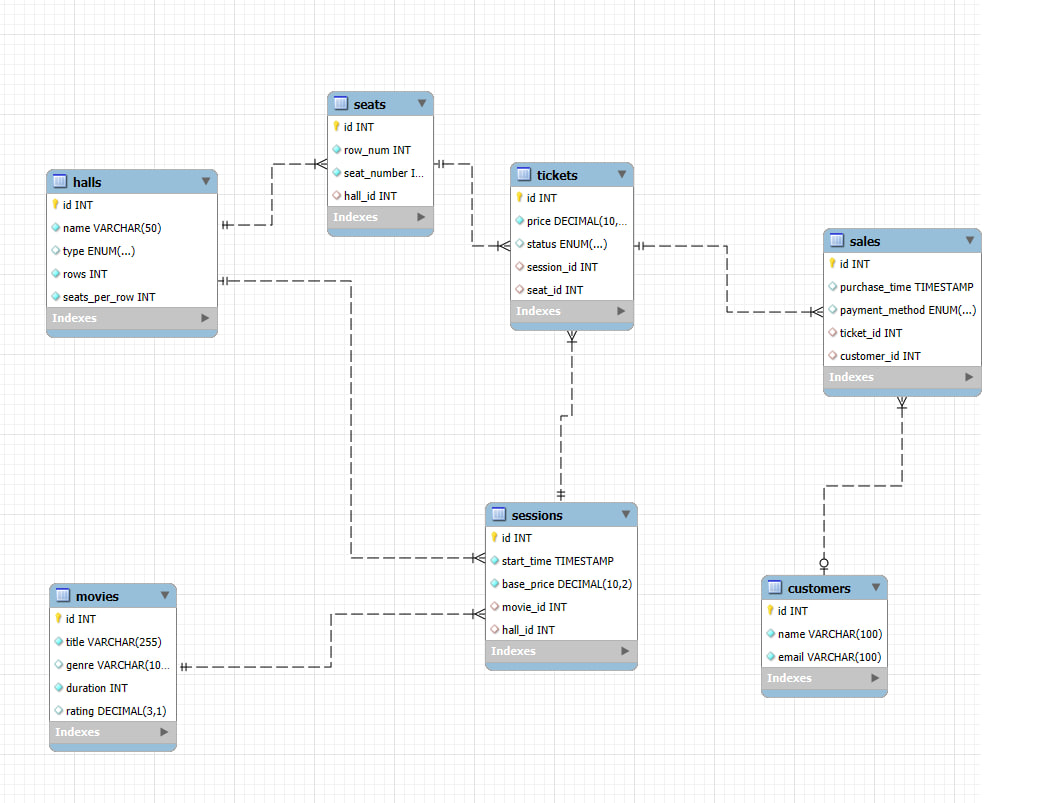 seats
id INT
row_num INT
seat_number I...
hall_id INT
Indexes
halls
id INT
name VARCHAR(50)
type ENUM(...)
rows INT
seats_per_row INT
Indexes
tickets
id INT
price DECIMAL(10,...
status ENUM(...)
session_id INT
seat_id INT
Indexes
sales
id INT
purchase_time TIMESTAMP
payment_method ENUM(...)
ticket_id INT
customer_id INT
Indexes
sessions
id INT
start_time TIMESTAMP
base_price DECIMAL(10,2)
movie_id INT
hall_id INT
Indexes
movies
id INT
title VARCHAR(255)
genre VARCHAR(10...
duration INT
rating DECIMAL(3,1)
Indexes
customers
id INT
name VARCHAR(100)
email VARCHAR(100)
Indexes